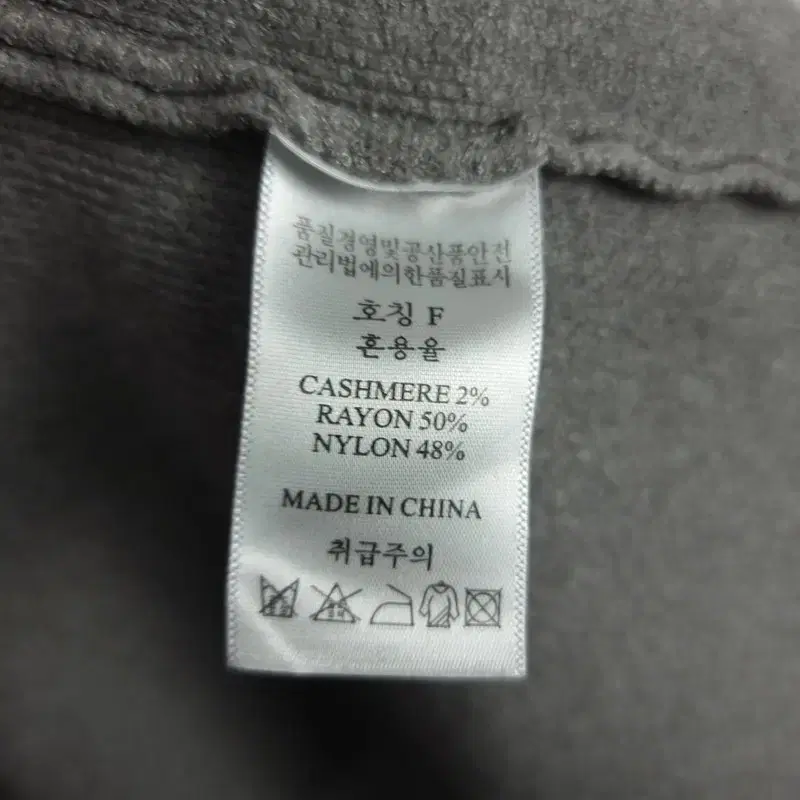 품질경영및공산품안전
관리법에의한품질표시
호칭 F
혼용율
CASHMERE 2%
RAYON 50%
NYLON 48%
MADE IN CHINA
취급주의